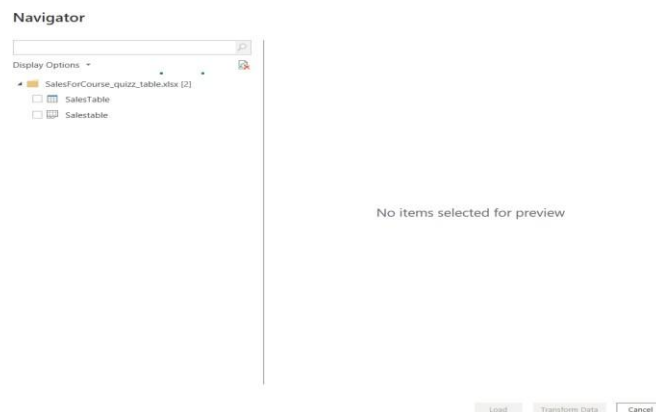 Navigator
Display Options
SalesForCourse_quizz_table.xlsx [2]
SalesTable
Salestable
No items selected for preview
Load
Transform Data
Cancel